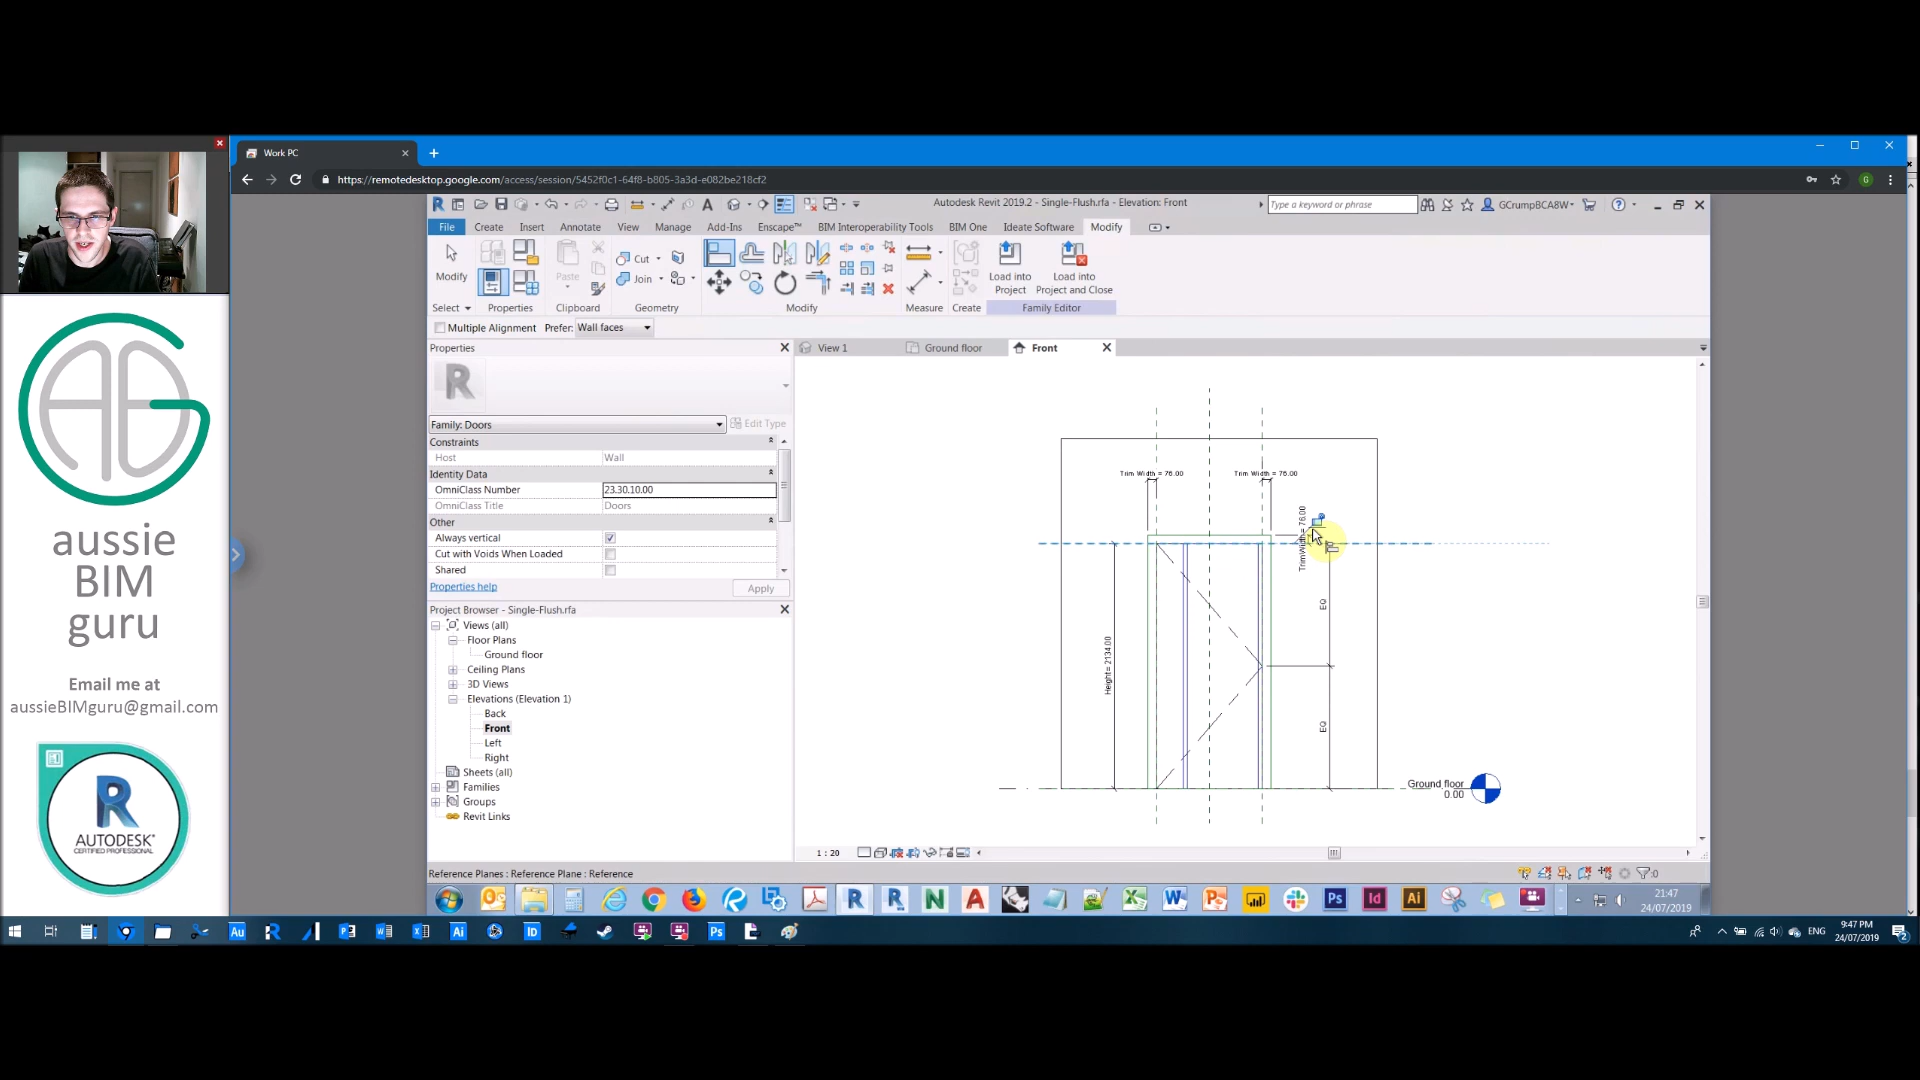 Work PC
https://remotedesktop.google.com/access/session/5452f0c1-64f8-b805-3a3d-e082be218cf2
Autodesk Revit 2019.2 - Single-Flush.rfa - Elevation: Front
Type a keyword or phrase
GCrumpBCA8W
File Create Insert Annotate View Manage Add-Ins Enscape™ BIM Interoperability Tools BIM One Ideate Software Modify
Modify
Paste
Cut
Join
Load into Project
Load into Project and Close
Select Properties Clipboard Geometry Modify Measure Create Family Editor
Multiple Alignment Prefer: Wall faces
Properties
View 1
Ground floor
Front
Family: Doors
Edit Type
Constraints
Host Wall
Identity Data
OmniClass Number 23.30.10.00
OmniClass Title Doors
Other
Always vertical
Cut with Voids When Loaded
Shared
Properties help
Apply
Project Browser - Single-Flush.rfa
Views (all)
Floor Plans
Ground floor
Ceiling Plans
3D Views
Elevations (Elevation 1)
Back
Front
Left
Right
Sheets (all)
Families
Groups
Revit Links
Trim Width = 76.00
Trim Width = 76.00
Trim Width = 76.00
Height = 2134.00
EQ
EQ
Ground floor
0.00
1 : 20
Reference Planes : Reference Plane : Reference
:0
21:47
24/07/2019
ENG
9:47 PM
24/07/2019
aussie
BIM
guru
Email me at
aussieBIMguru@gmail.com
AUTODESK
CERTIFIED PROFESSIONAL